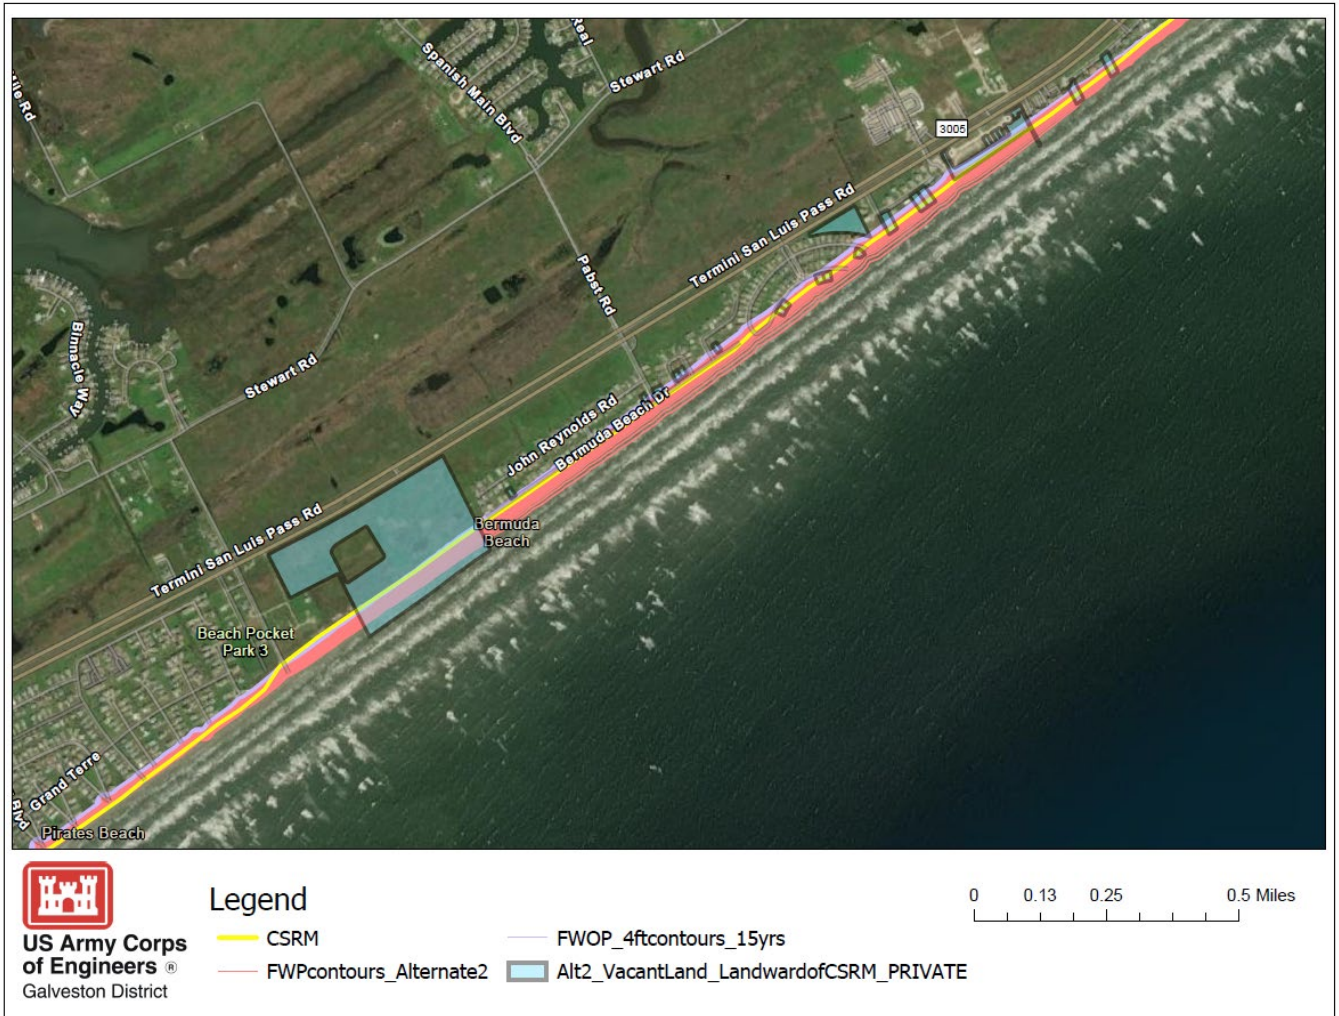 Real
Spanish Main Blvd
Stewart Rd
Mile Rd
3005
Termini San Luis Pass Rd
Pabst Rd
Binnacle Way
Stewart Rd
John Reynolds Rd
Bermuda Beach Dr
Termini San Luis Pass Rd
Bermuda
Beach
Beach Pocket
Park 3
Grand Terre
Blvd
Pirates Beach
US Army Corps
of Engineers ®
Galveston District
Legend
CSRM
FWOP_4ftcontours_15yrs
FWPcontours_Alternate2
Alt2_VacantLand_LandwardofCSRM_PRIVATE
0 0.13 0.25 0.5 Miles